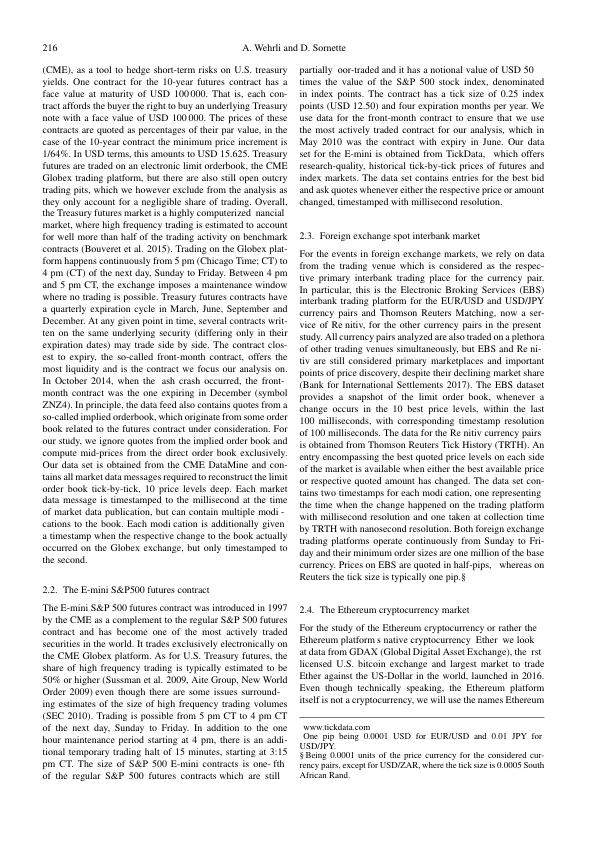 216
A. Wehrli and D. Sornette
(CME), as a tool to hedge short-term risks on U.S. treasury
yields. One contract for the 10-year futures contract has a
face value at maturity of USD 100 000. That is, each con-
tract affords the buyer the right to buy an underlying Treasury
note with a face value of USD 100 000. The prices of these
contracts are quoted as percentages of their par value, in the
case of the 10-year contract the minimum price increment is
1/64%. In USD terms, this amounts to USD 15.625. Treasury
futures are traded on an electronic limit orderbook, the CME
Globex trading platform, but there are also still open outcry
trading pits, which we however exclude from the analysis as
they only account for a negligible share of trading. Overall,
the Treasury futures market is a highly computerized nancial
market, where high frequency trading is estimated to account
for well more than half of the trading activity on benchmark
contracts (Bouveret et al. 2015). Trading on the Globex plat-
form happens continuously from 5 pm (Chicago Time; CT) to
4 pm (CT) of the next day, Sunday to Friday. Between 4 pm
and 5 pm CT, the exchange imposes a maintenance window
where no trading is possible. Treasury futures contracts have
a quarterly expiration cycle in March, June, September and
December. At any given point in time, several contracts writ-
ten on the same underlying security (differing only in their
expiration dates) may trade side by side. The contract clos-
est to expiry, the so-called front-month contract, offers the
most liquidity and is the contract we focus our analysis on.
In October 2014, when the ash crash occurred, the front-
month contract was the one expiring in December (symbol
ZNZ4). In principle, the data feed also contains quotes from a
so-called implied orderbook, which originate from some order
book related to the futures contract under consideration. For
our study, we ignore quotes from the implied order book and
compute mid-prices from the direct order book exclusively.
Our data set is obtained from the CME DataMine and con-
tains all market data messages required to reconstruct the limit
order book tick-by-tick, 10 price levels deep. Each market
data message is timestamped to the millisecond at the time
of market data publication, but can contain multiple modi -
cations to the book. Each modi cation is additionally given
a timestamp when the respective change to the book actually
occurred on the Globex exchange, but only timestamped to
the second.
2.2. The E-mini S&P500 futures contract
The E-mini S&P 500 futures contract was introduced in 1997
by the CME as a complement to the regular S&P 500 futures
contract and has become one of the most actively traded
securities in the world. It trades exclusively electronically on
the CME Globex platform. As for U.S. Treasury futures, the
share of high frequency trading is typically estimated to be
50% or higher (Sussman et al. 2009, Aite Group, New World
Order 2009) even though there are some issues surround-
ing estimates of the size of high frequency trading volumes
(SEC 2010). Trading is possible from 5 pm CT to 4 pm CT
of the next day, Sunday to Friday. In addition to the one
hour maintenance period starting at 4 pm, there is an addi-
tional temporary trading halt of 15 minutes, starting at 3:15
pm CT. The size of S&P 500 E-mini contracts is one- fth
of the regular S&P 500 futures contracts which are still
partially oor-traded and it has a notional value of USD 50
times the value of the S&P 500 stock index, denominated
in index points. The contract has a tick size of 0.25 index
points (USD 12.50) and four expiration months per year. We
use data for the front-month contract to ensure that we use
the most actively traded contract for our analysis, which in
May 2010 was the contract with expiry in June. Our data
set for the E-mini is obtained from TickData, which offers
research-quality, historical tick-by-tick prices of futures and
index markets. The data set contains entries for the best bid
and ask quotes whenever either the respective price or amount
changed, timestamped with millisecond resolution.
2.3. Foreign exchange spot interbank market
For the events in foreign exchange markets, we rely on data
from the trading venue which is considered as the respec-
tive primary interbank trading place for the currency pair.
In particular, this is the Electronic Broking Services (EBS)
interbank trading platform for the EUR/USD and USD/JPY
currency pairs and Thomson Reuters Matching, now a ser-
vice of Re nitiv, for the other currency pairs in the present
study. All currency pairs analyzed are also traded on a plethora
of other trading venues simultaneously, but EBS and Re ni-
tiv are still considered primary marketplaces and important
points of price discovery, despite their declining market share
(Bank for International Settlements 2017). The EBS dataset
provides a snapshot of the limit order book, whenever a
change occurs in the 10 best price levels, within the last
100 milliseconds, with corresponding timestamp resolution
of 100 milliseconds. The data for the Re nitiv currency pairs
is obtained from Thomson Reuters Tick History (TRTH). An
entry encompassing the best quoted price levels on each side
of the market is available when either the best available price
or respective quoted amount has changed. The data set con-
tains two timestamps for each modi cation, one representing
the time when the change happened on the trading platform
with millisecond resolution and one taken at collection time
by TRTH with nanosecond resolution. Both foreign exchange
trading platforms operate continuously from Sunday to Fri-
day and their minimum order sizes are one million of the base
currency. Prices on EBS are quoted in half-pips, whereas on
Reuters the tick size is typically one pip.§
2.4. The Ethereum cryptocurrency market
For the study of the Ethereum cryptocurrency or rather the
Ethereum platform s native cryptocurrency Ether we look
at data from GDAX (Global Digital Asset Exchange), the rst
licensed U.S. bitcoin exchange and largest market to trade
Ether against the US-Dollar in the world, launched in 2016.
Even though technically speaking, the Ethereum platform
itself is not a cryptocurrency, we will use the names Ethereum
www.tickdata.com
One pip being 0.0001 USD for EUR/USD and 0.01 JPY for
USD/JPY.
§ Being 0.0001 units of the price currency for the considered cur-
rency pairs, except for USD/ZAR, where the tick size is 0.0005 South
African Rand.